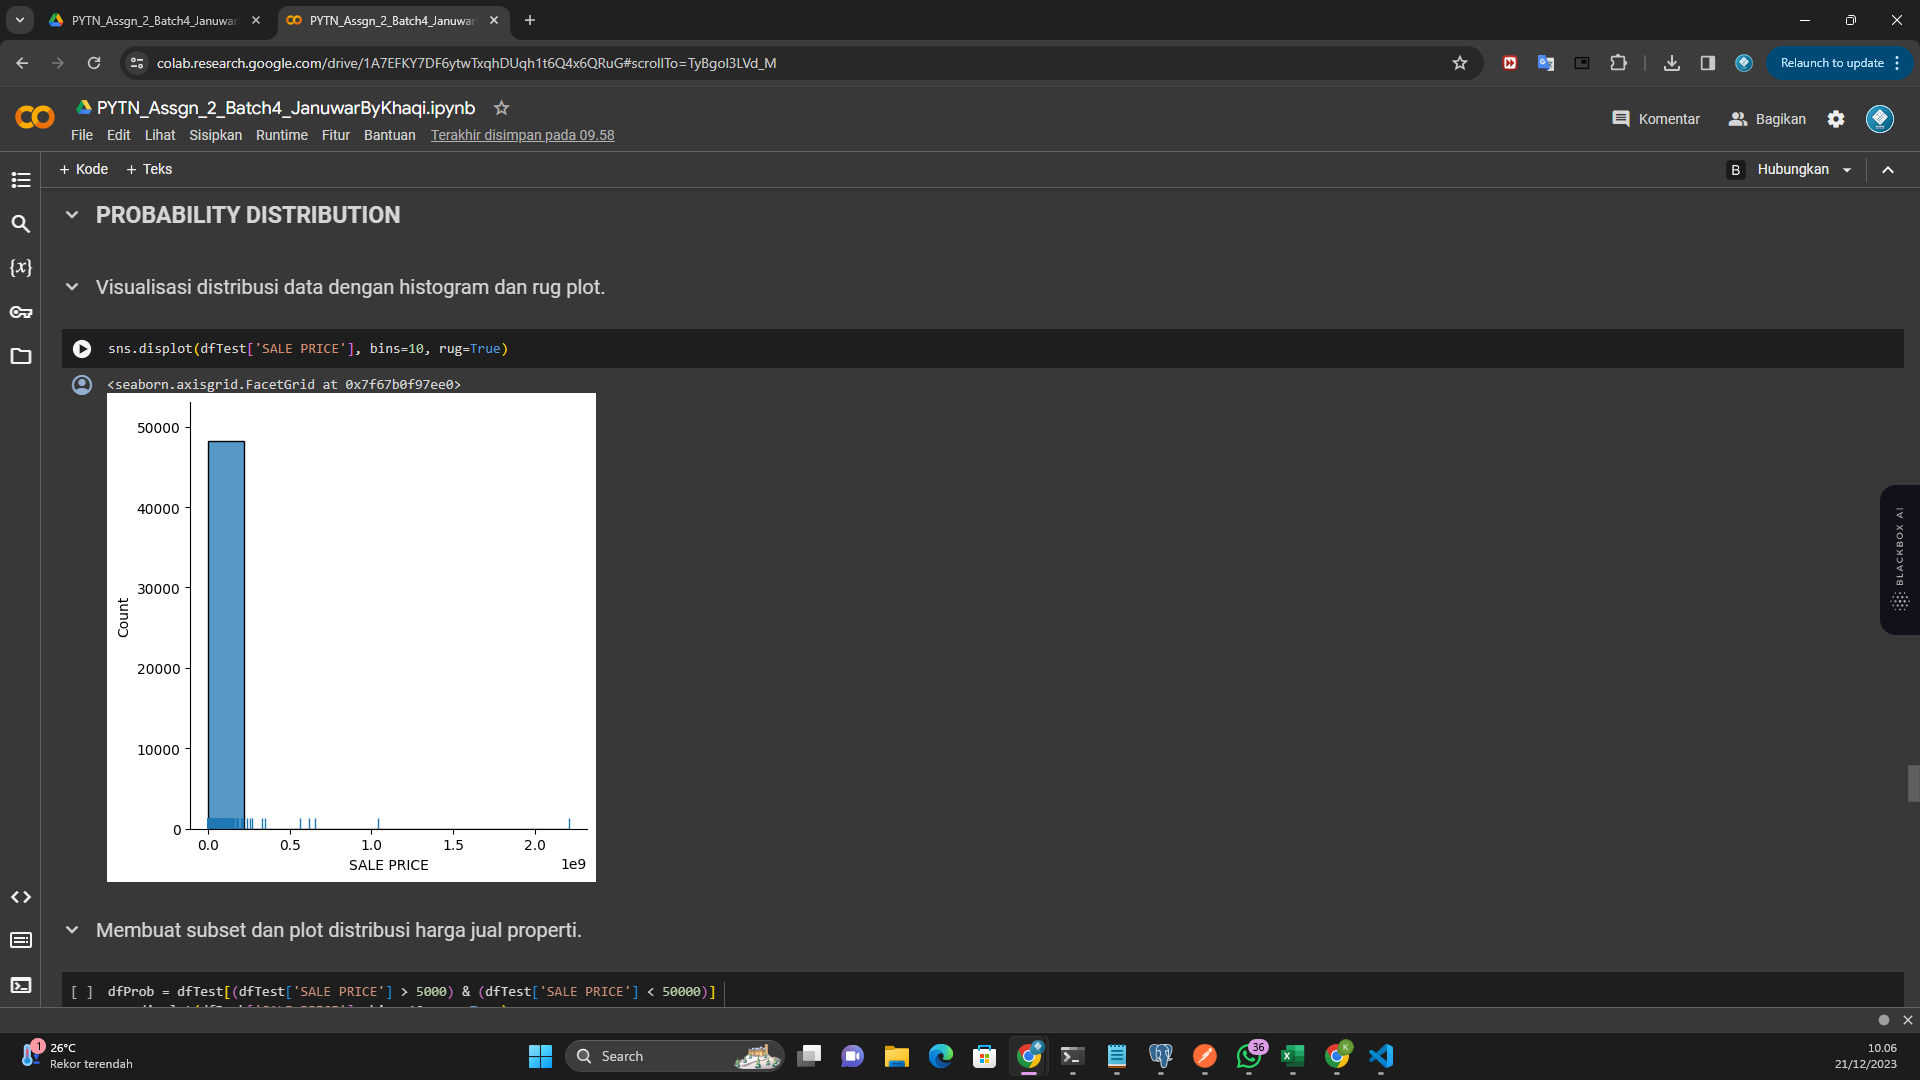 PYTN_Assgn_2_Batch4_Januwar
PYTN_Assgn_2_Batch4_Januwar
colab.research.google.com/drive/1A7EFKY7DF6ytwTxqhDUqh1t6Q4x6QRuG#scrollTo=TyBgoI3LVd_M
Relaunch to update
PYTN_Assgn_2_Batch4_JanuwarByKhaqi.ipynb
File Edit Lihat Sisipkan Runtime Fitur Bantuan Terakhir disimpan pada 09.58
Komentar
Bagikan
+ Kode + Teks
B Hubungkan
PROBABILITY DISTRIBUTION
{x}
Visualisasi distribusi data dengan histogram dan rug plot.
sns.displot(dfTest['SALE PRICE'], bins=10, rug=True)
<seaborn.axisgrid.FacetGrid at 0x7f67b0f97ee0>
50000
40000
30000
20000
10000
0
Count
0.0 0.5 1.0 1.5 2.0
SALE PRICE
1e9
BLACKBOX AI
Membuat subset dan plot distribusi harga jual properti.
[ ] dfProb = dfTest[(dfTest['SALE PRICE'] > 5000) & (dfTest['SALE PRICE'] < 50000)]
1
26°C
Rekor terendah
Search
36
K
10.06
21/12/2023